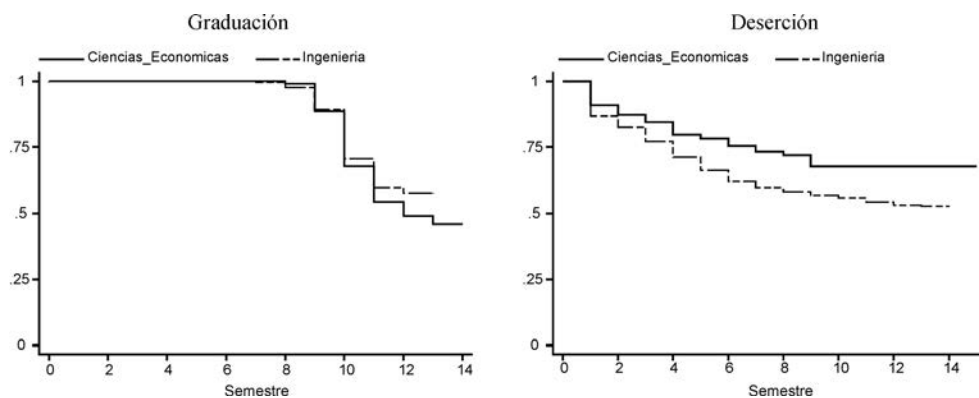 Graduación
Ciencias_Economicas Ingenieria
1
.75
.5
.25
0
0 2 4 6 8 10 12 14
Semestre
Deserción
Ciencias_Economicas Ingenieria
1
.75
.5
.25
0
0 2 4 6 8 10 12 14
Semestre